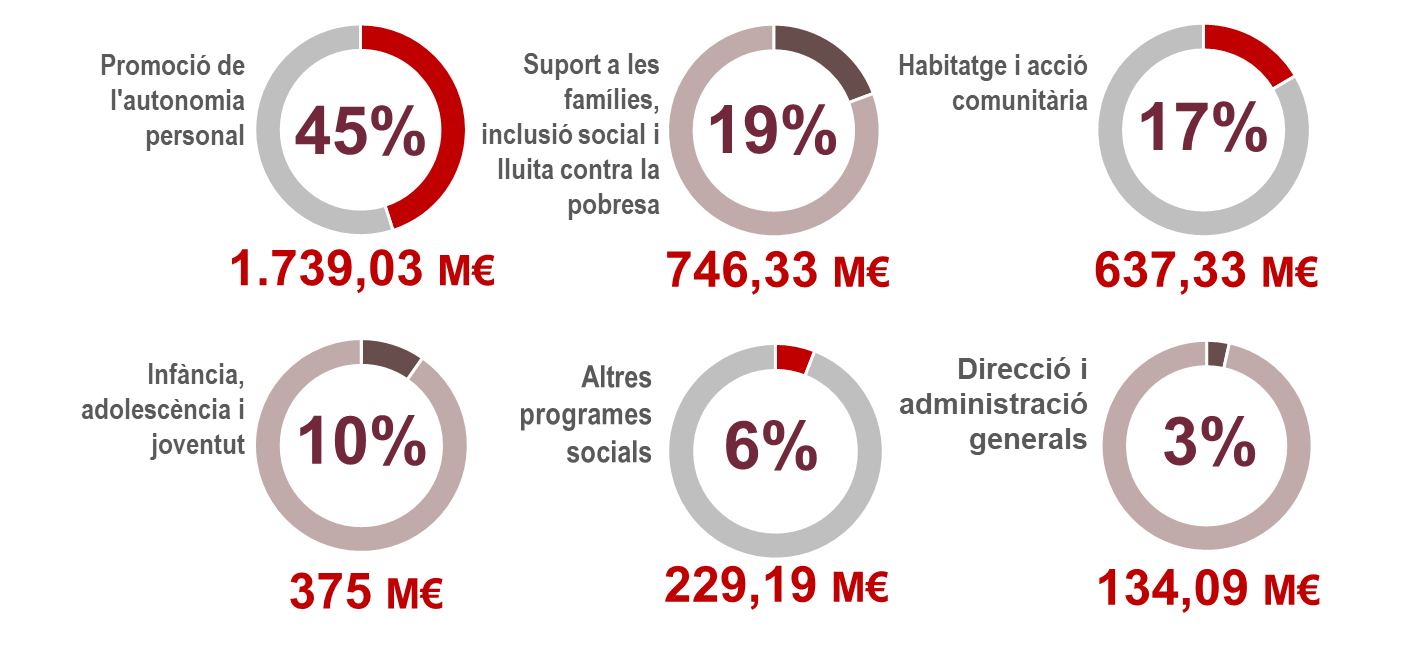 Promoció de
l'autonomia
personal
45%
1.739,03 M€
Suport a les
famílies,
inclusió social i
lluita contra la
pobresa
19%
746,33 M€
Habitatge i acció
comunitària
17%
637,33 M€
Infància,
adolescència i
joventut
10%
375 M€
Altres
programes
socials
6%
229,19 M€
Direcció i
administració
generals
3%
134,09 M€